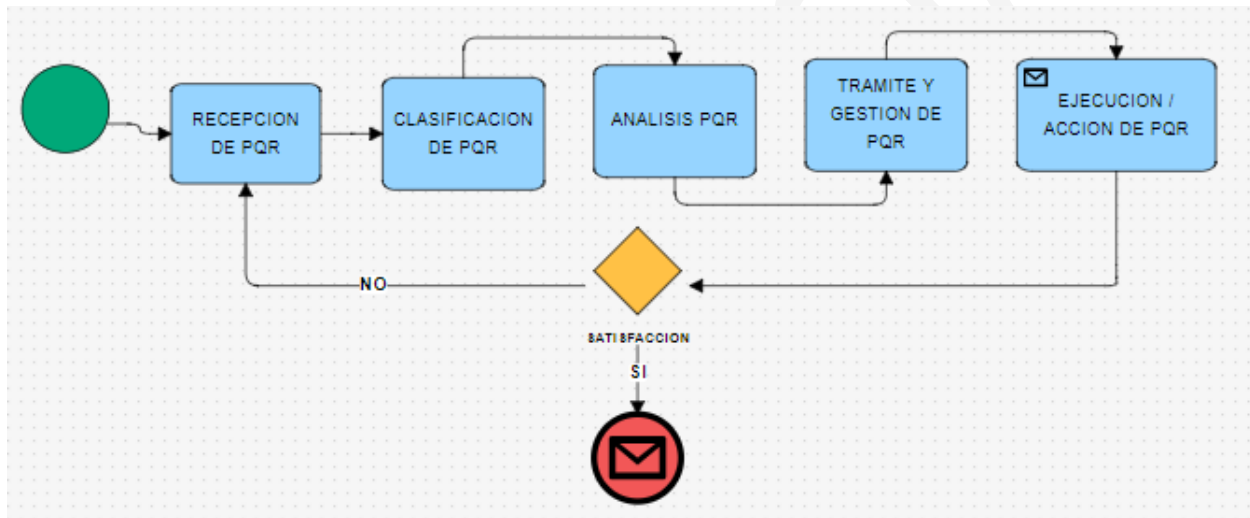 RECEPCION
DE PQR
CLASIFICACION
DE PQR
ANALISIS PQR
TRAMITE Y
GESTION DE
PQR
EJECUCION /
ACCION DE PQR
NO
SATISFACCION
SI